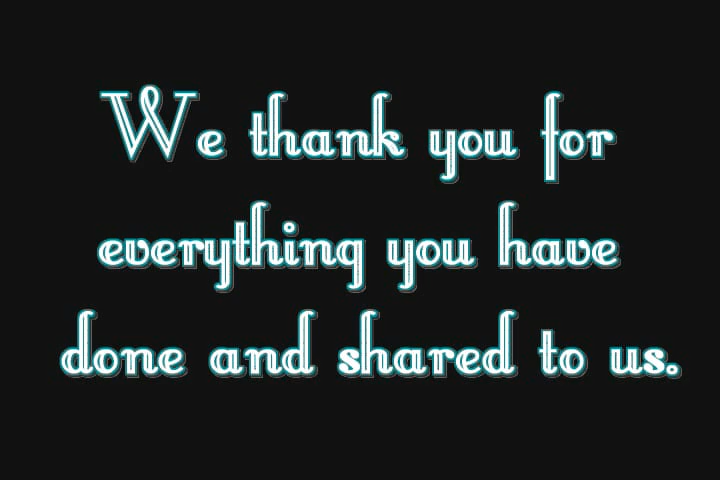 We thank you for
everything you have
done and shared to us.